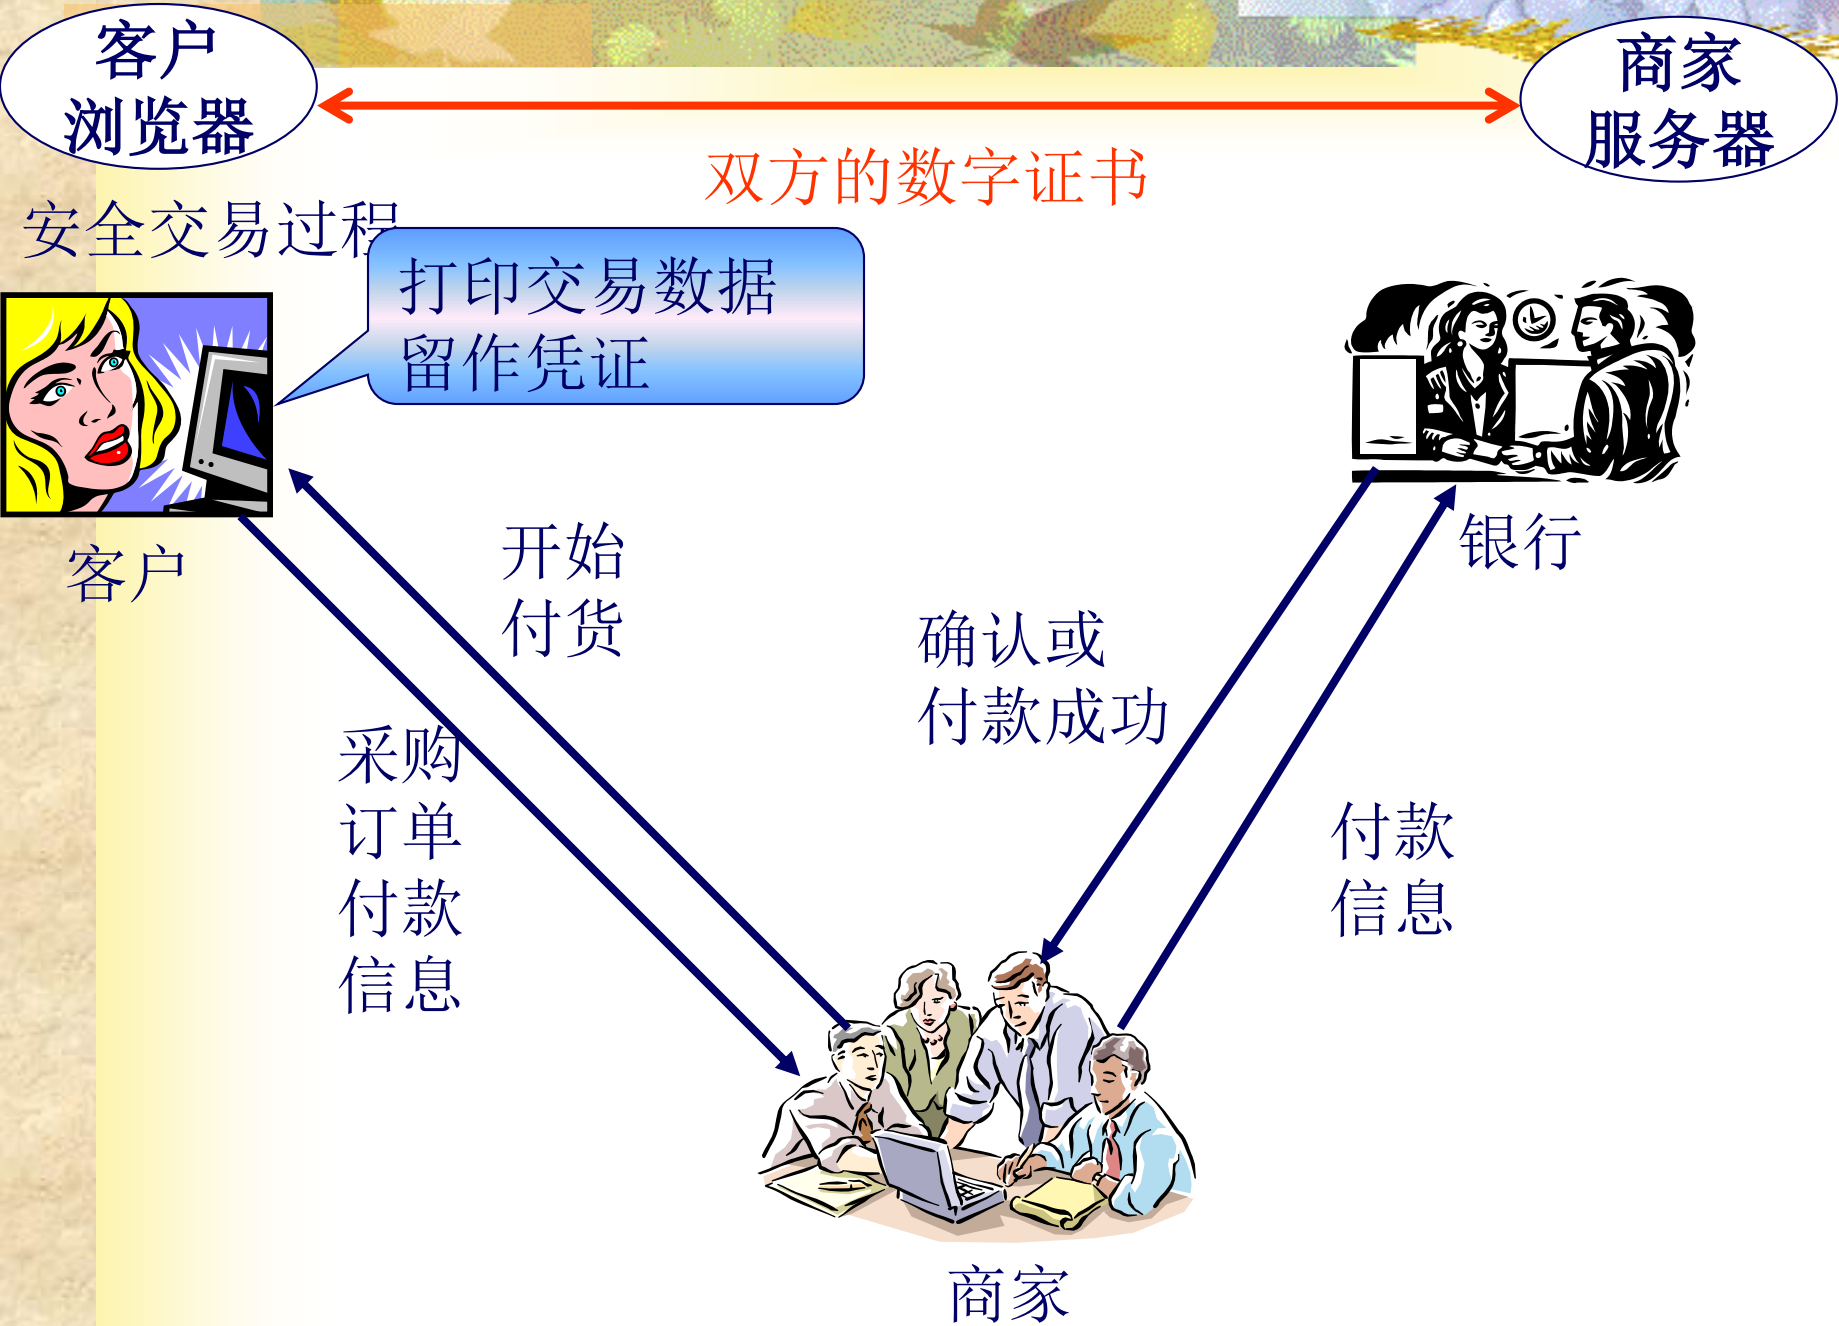 客户
浏览器
商家
服务器
双方的数字证书
安全交易过程
打印交易数据
留作凭证
客户
银行
开始
付货
确认或
付款成功
采购
订单
付款
信息
付款
信息
商家